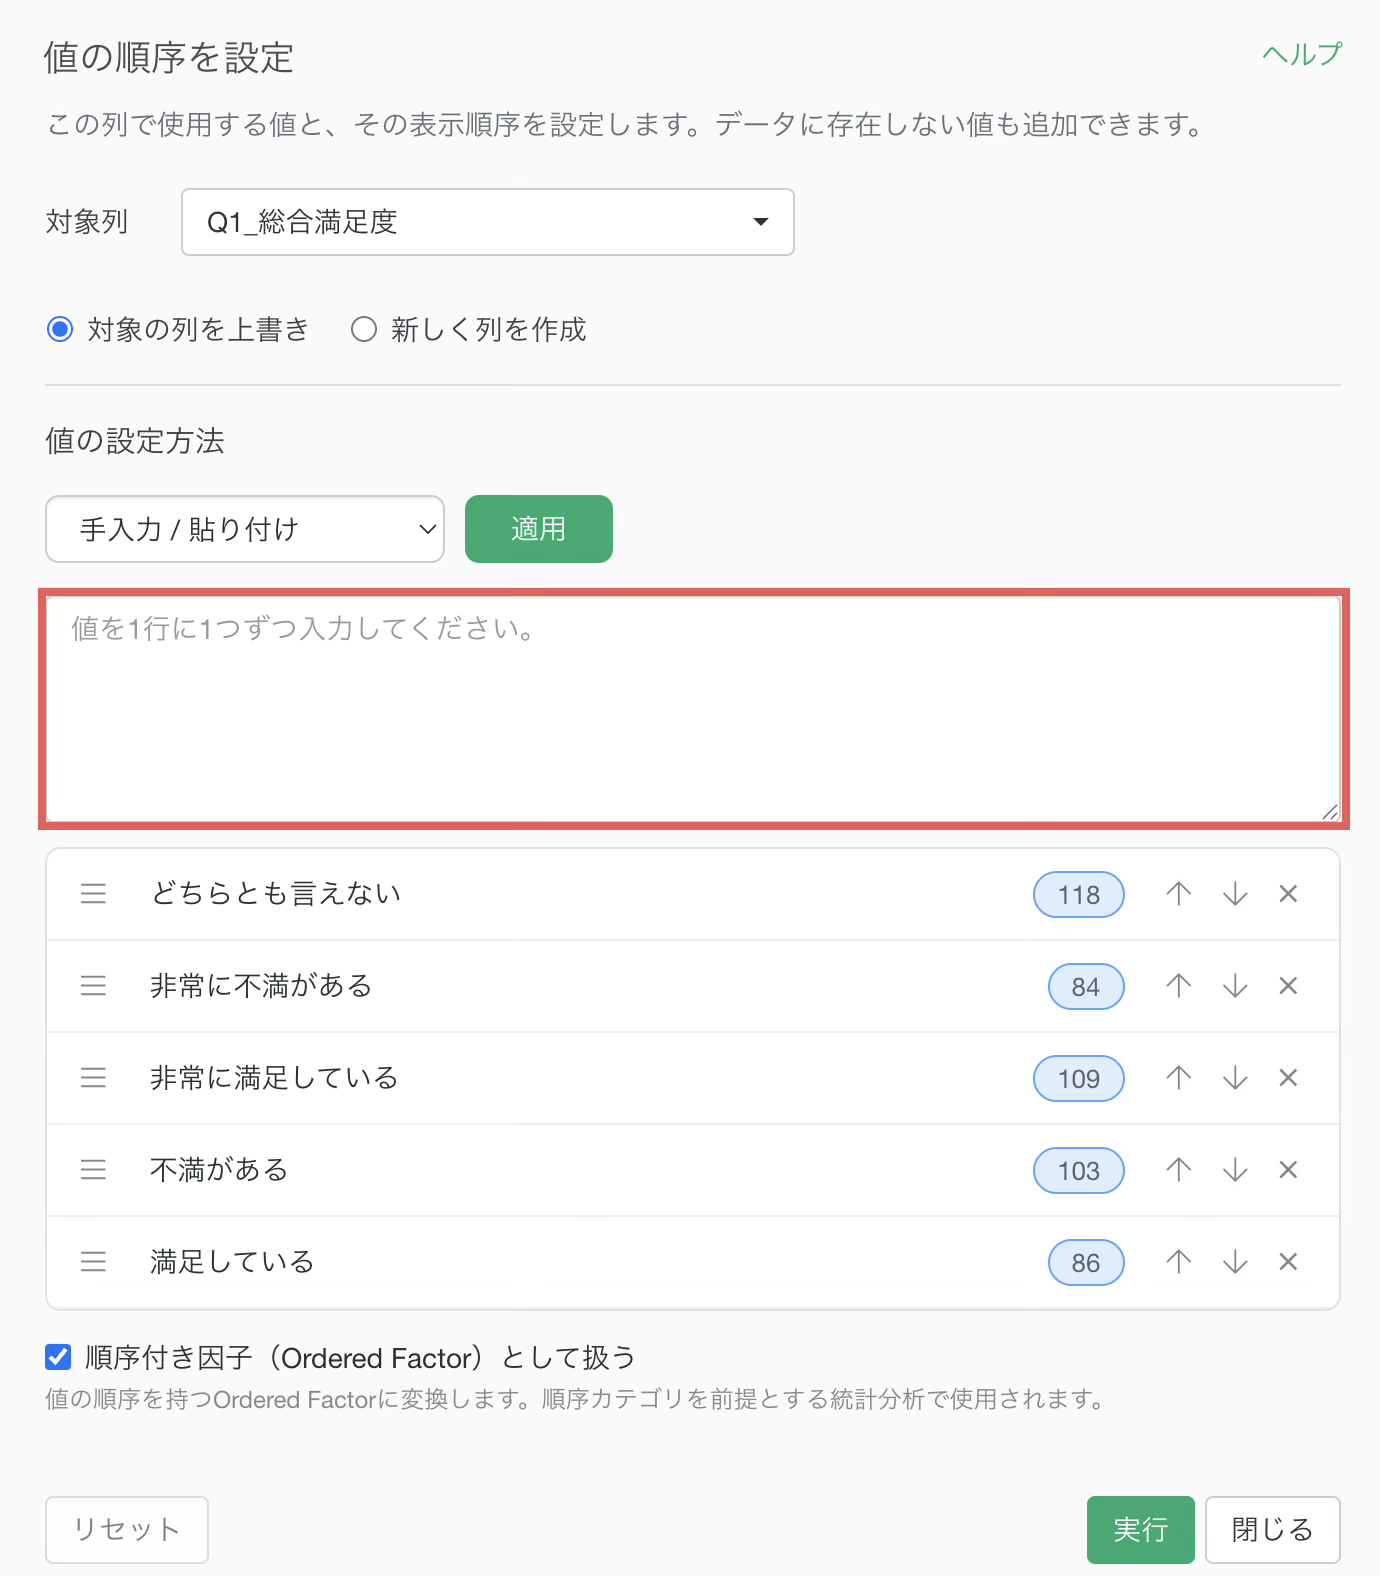 値の順序を設定
ヘルプ
この列で使用する値と、その表示順序を設定します。データに存在しない値も追加できます。
対象列
Q1_総合満足度
対象の列を上書き
新しく列を作成
値の設定方法
手入力 / 貼り付け
適用
値を1行に1つずつ入力してください。
どちらとも言えない 118
非常に不満がある 84
非常に満足している 109
不満がある 103
満足している 86
順序付き因子（Ordered Factor）として扱う
値の順序を持つOrdered Factorに変換します。順序カテゴリを前提とする統計分析で使用されます。
リセット
実行
閉じる